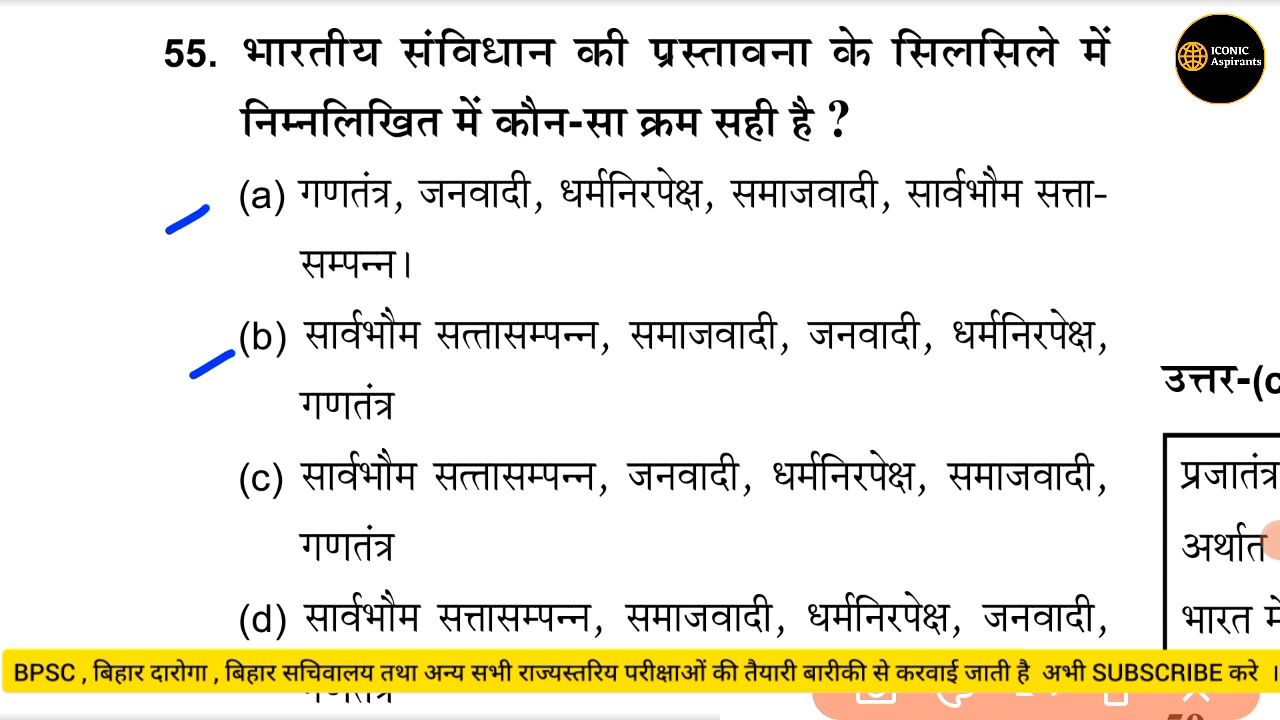 55. भारतीय संविधान की प्रस्तावना के सिलसिले में
निम्नलिखित में कौन-सा क्रम सही है ?
(a) गणतंत्र, जनवादी, धर्मनिरपेक्ष, समाजवादी, सार्वभौम सत्ता-
सम्पन्न।
(b) सार्वभौम सत्तासम्पन्न, समाजवादी, जनवादी, धर्मनिरपेक्ष,
गणतंत्र
(c) सार्वभौम सत्तासम्पन्न, जनवादी, धर्मनिरपेक्ष, समाजवादी,
गणतंत्र
(d) सार्वभौम सत्तासम्पन्न, समाजवादी, धर्मनिरपेक्ष, जनवादी,
ICONIC
Aspirants
उत्तर-(c
प्रजातंत्र
अर्थात
भारत में
BPSC , बिहार दारोगा , बिहार सचिवालय तथा अन्य सभी राज्यस्तरिय परीक्षाओं की तैयारी बारीकी से करवाई जाती है अभी SUBSCRIBE करे ।